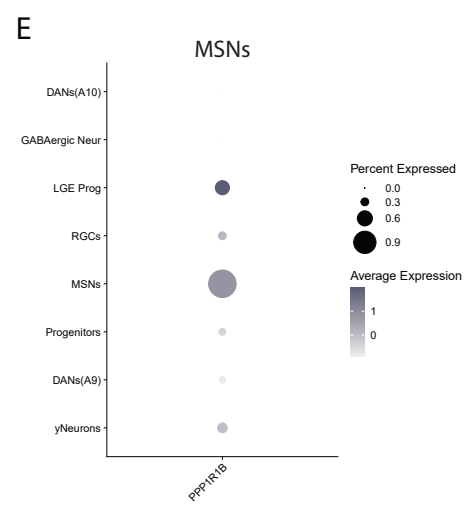 E
MSNs
DANs(A10)
GABAergic Neur
LGE Prog
RGCs
MSNs
Progenitors
DANs(A9)
yNeurons
PPP1R1B
Percent Expressed
0.0
0.3
0.6
0.9
Average Expression
1
0